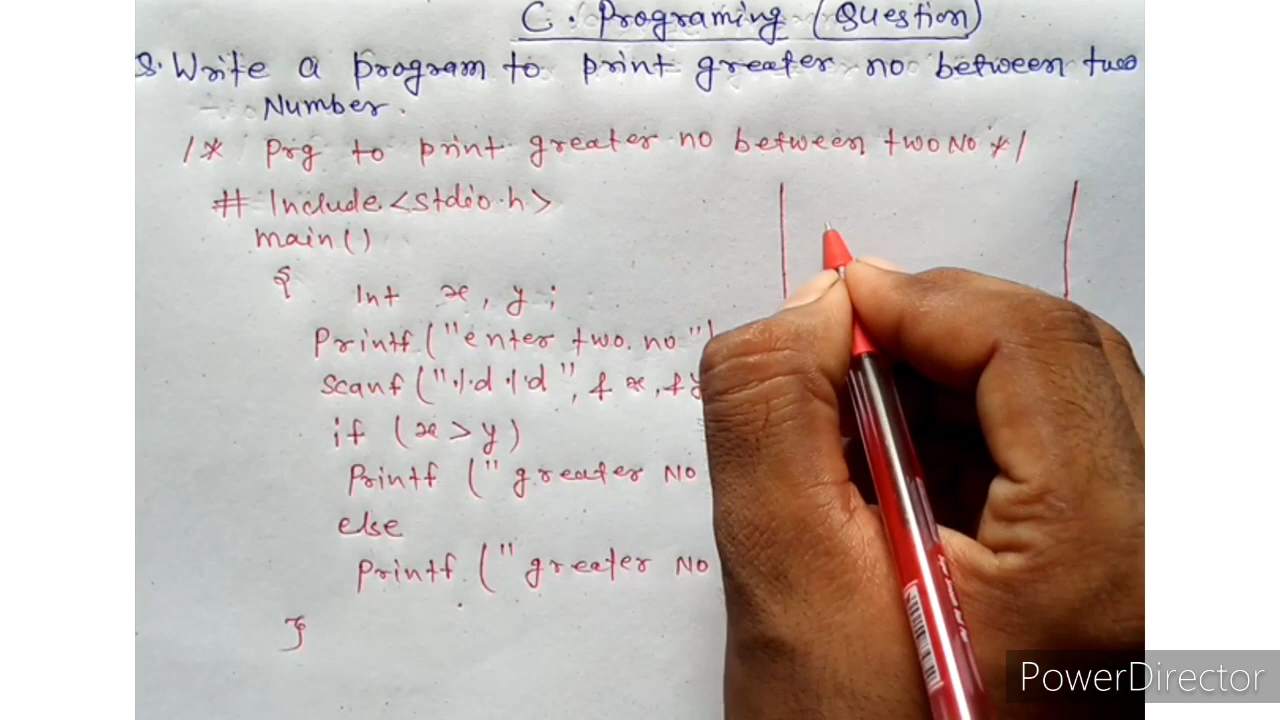 C. Programing (Question)
Q. Write a program to print greater no between two
Number.
/* Prg to print greater no between two No */
# Include <stdio.h>
main()
{ Int x, y ;
Printf ("enter two. no")
Scanf ("%d %d", & x, & y
if (x > y)
Printf (" greater No
else
Printf (" greater No
}
PowerDirector